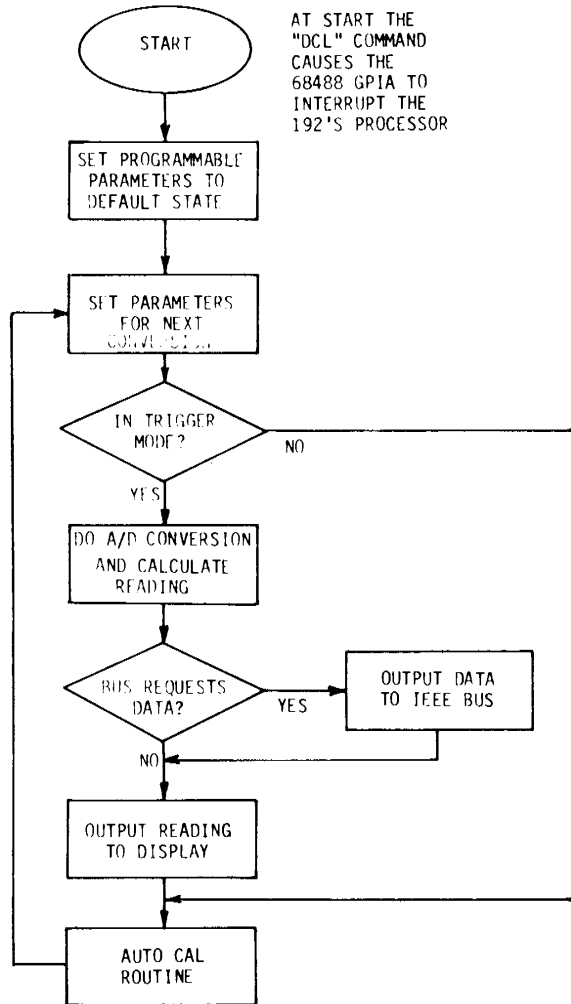 START
AT START THE
"DCL" COMMAND
CAUSES THE
68488 GPIA TO
INTERRUPT THE
192'S PROCESSOR
SET PROGRAMMABLE
PARAMETERS TO
DEFAULT STATE
SET PARAMETERS
FOR NEXT
CONVERSION
IN TRIGGER
MODE?
NO
YES
DO A/D CONVERSION
AND CALCULATE
READING
BUS REQUESTS
DATA?
YES
OUTPUT DATA
TO IEEE BUS
NO
OUTPUT READING
TO DISPLAY
AUTO CAL
ROUTINE